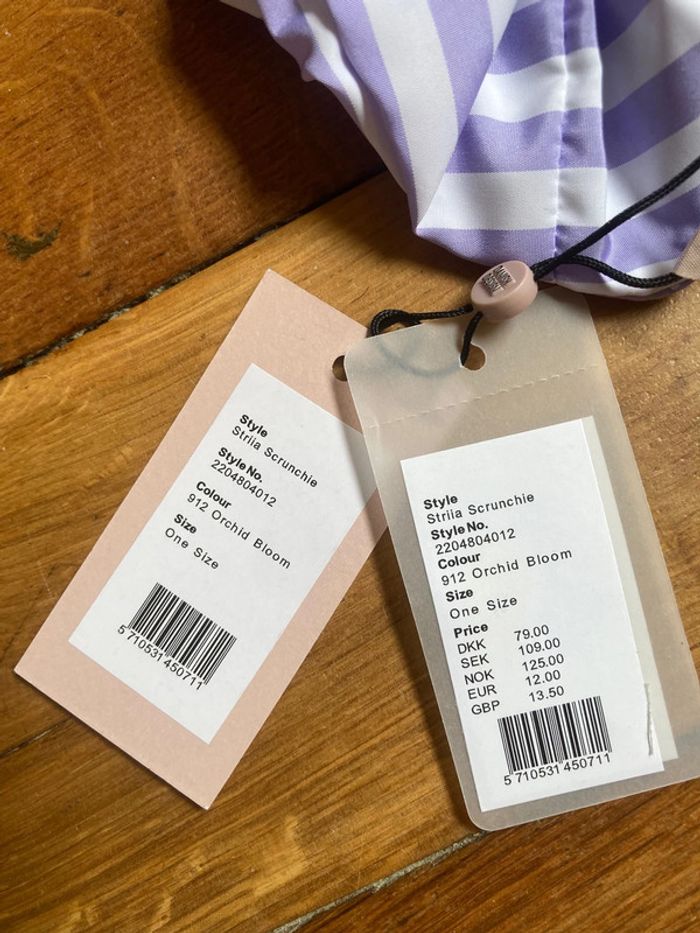 Style
Striia Scrunchie
Style No.
2204804012
Colour
912 Orchid Bloom
Size
One Size
5 710531 450711
Style
Striia Scrunchie
Style No.
2204804012
Colour
912 Orchid Bloom
Size
One Size
Price
DKK 79.00
SEK 109.00
NOK 125.00
EUR 12.00
GBP 13.50
5 710531 450711